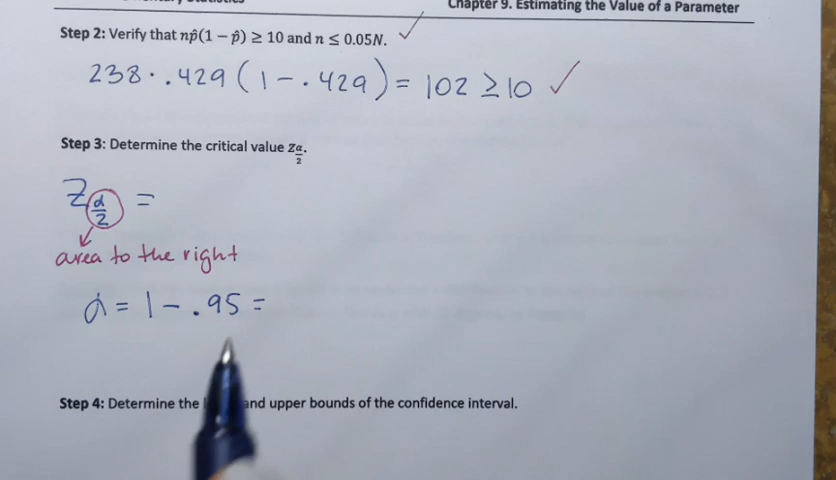 Chapter 9. Estimating the Value of a Parameter
Step 2: Verify that np̂(1 − p̂) ≥ 10 and n ≤ 0.05N. ✓
238 · .429 (1 − .429) = 102 ≥ 10 ✓
Step 3: Determine the critical value z_{α/2}.
Z_{α/2} =
area to the right
α = 1 − .95 =
Step 4: Determine the and upper bounds of the confidence interval.